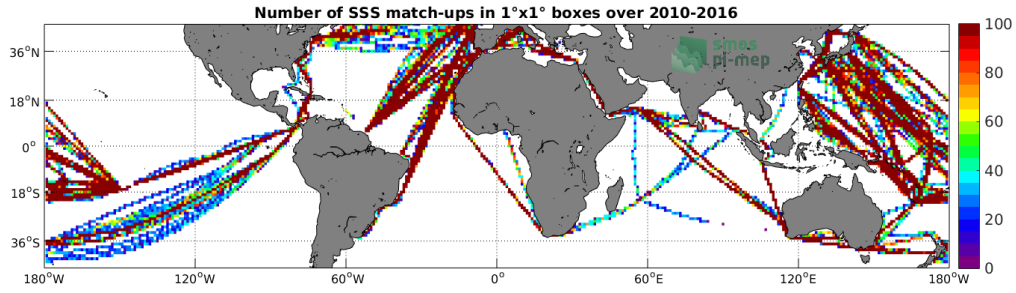 Number of SSS match-ups in 1°x1° boxes over 2010-2016
smos
pi-mep
36°N
18°N
0°
18°S
36°S
180°W 120°W 60°W 0° 60°E 120°E 180°W
100
80
60
40
20
0